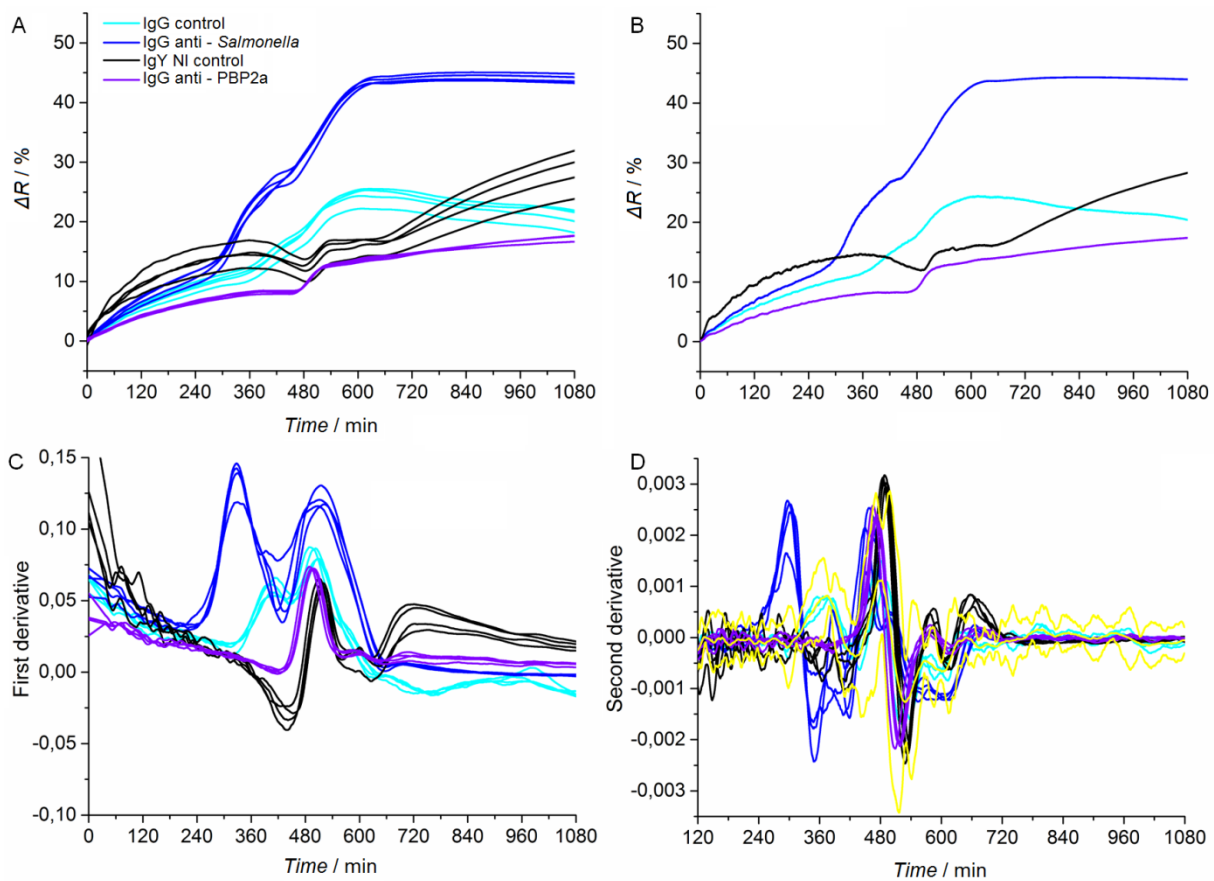 A
IgG control
IgG anti - Salmonella
IgY NI control
IgG anti - PBP2a
50
40
30
20
10
0
ΔR / %
0 120 240 360 480 600 720 840 960 1080
Time / min
B
50
40
30
20
10
0
ΔR / %
0 120 240 360 480 600 720 840 960 1080
Time / min
C
0,15
0,10
0,05
0,00
-0,05
-0,10
First derivative
0 120 240 360 480 600 720 840 960 1080
Time / min
D
0,003
0,002
0,001
0,000
-0,001
-0,002
-0,003
Second derivative
120 240 360 480 600 720 840 960 1080
Time / min